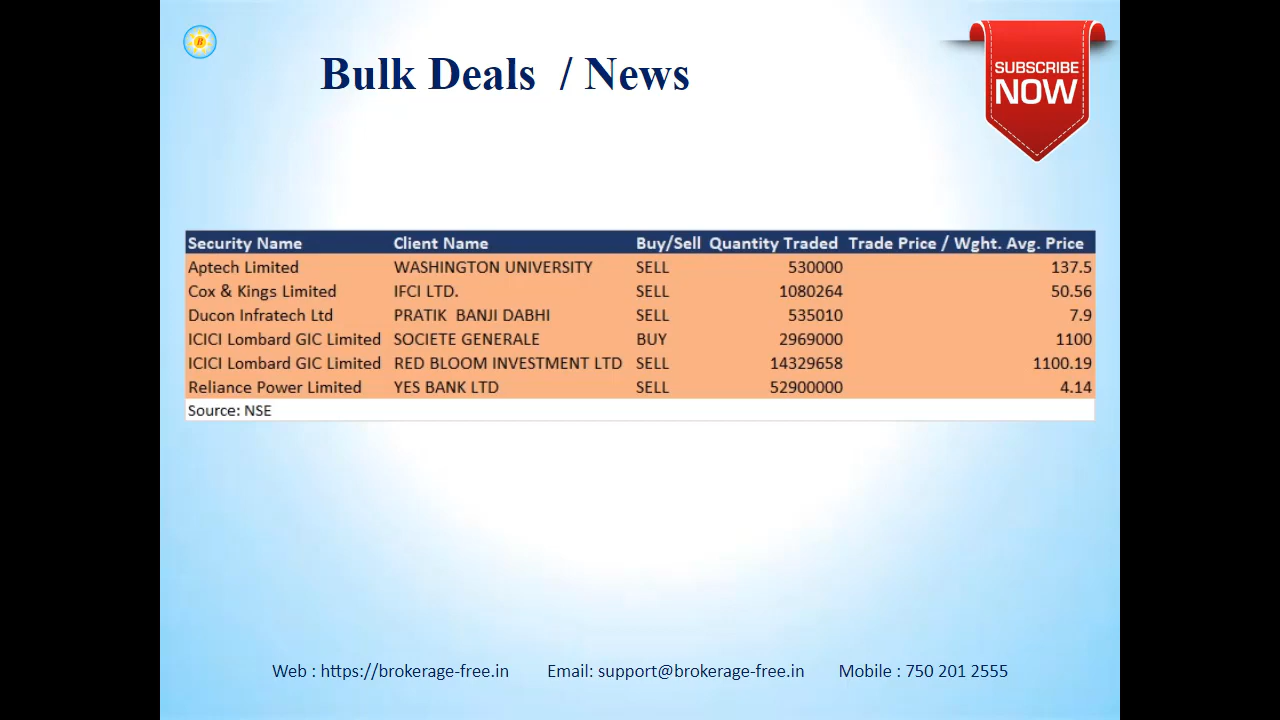 B
Bulk Deals / News
SUBSCRIBE
NOW
Security Name Client Name Buy/Sell Quantity Traded Trade Price / Wght. Avg. Price
Aptech Limited WASHINGTON UNIVERSITY SELL 530000 137.5
Cox & Kings Limited IFCI LTD. SELL 1080264 50.56
Ducon Infratech Ltd PRATIK BANJI DABHI SELL 535010 7.9
ICICI Lombard GIC Limited SOCIETE GENERALE BUY 2969000 1100
ICICI Lombard GIC Limited RED BLOOM INVESTMENT LTD SELL 14329658 1100.19
Reliance Power Limited YES BANK LTD SELL 52900000 4.14
Source: NSE
Web : https://brokerage-free.in Email: support@brokerage-free.in Mobile : 750 201 2555